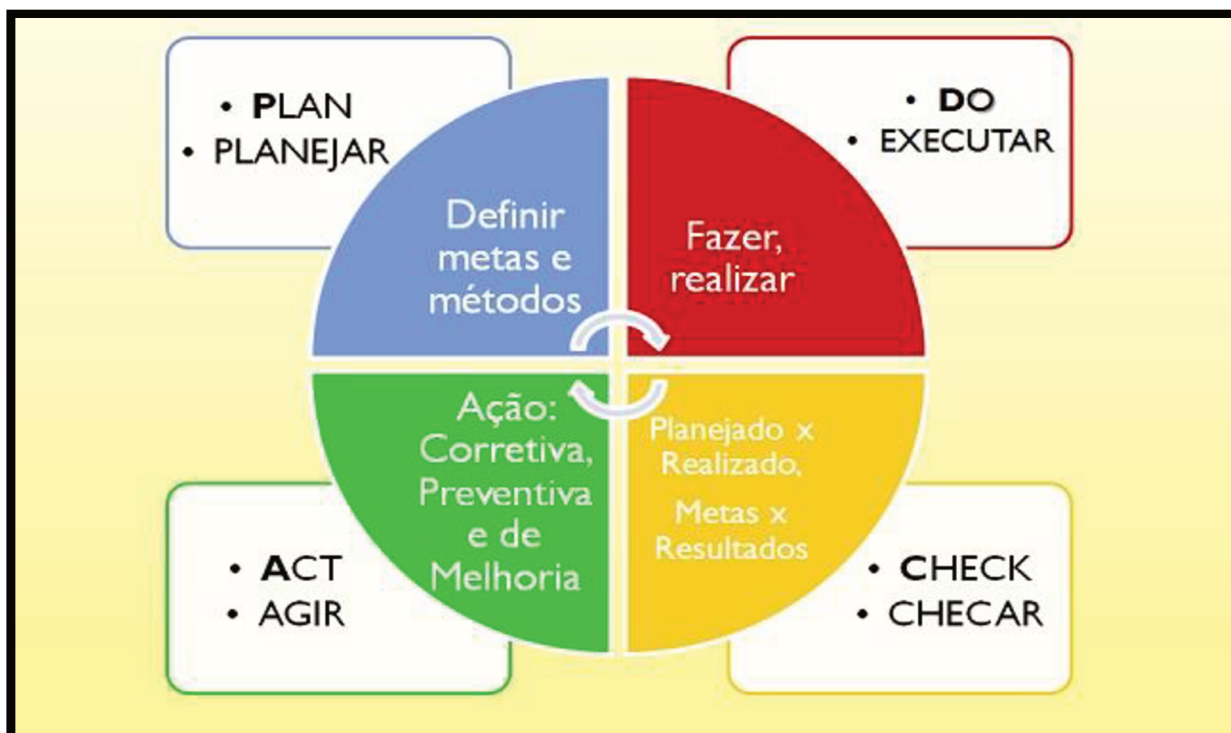 • PLAN
• PLANEJAR
Definir
metas e
métodos
• DO
• EXECUTAR
Fazer,
realizar
Ação:
Corretiva,
Preventiva
e de
Melhoria
• ACT
• AGIR
Planejado x
Realizado,
Metas x
Resultados
• CHECK
• CHECAR